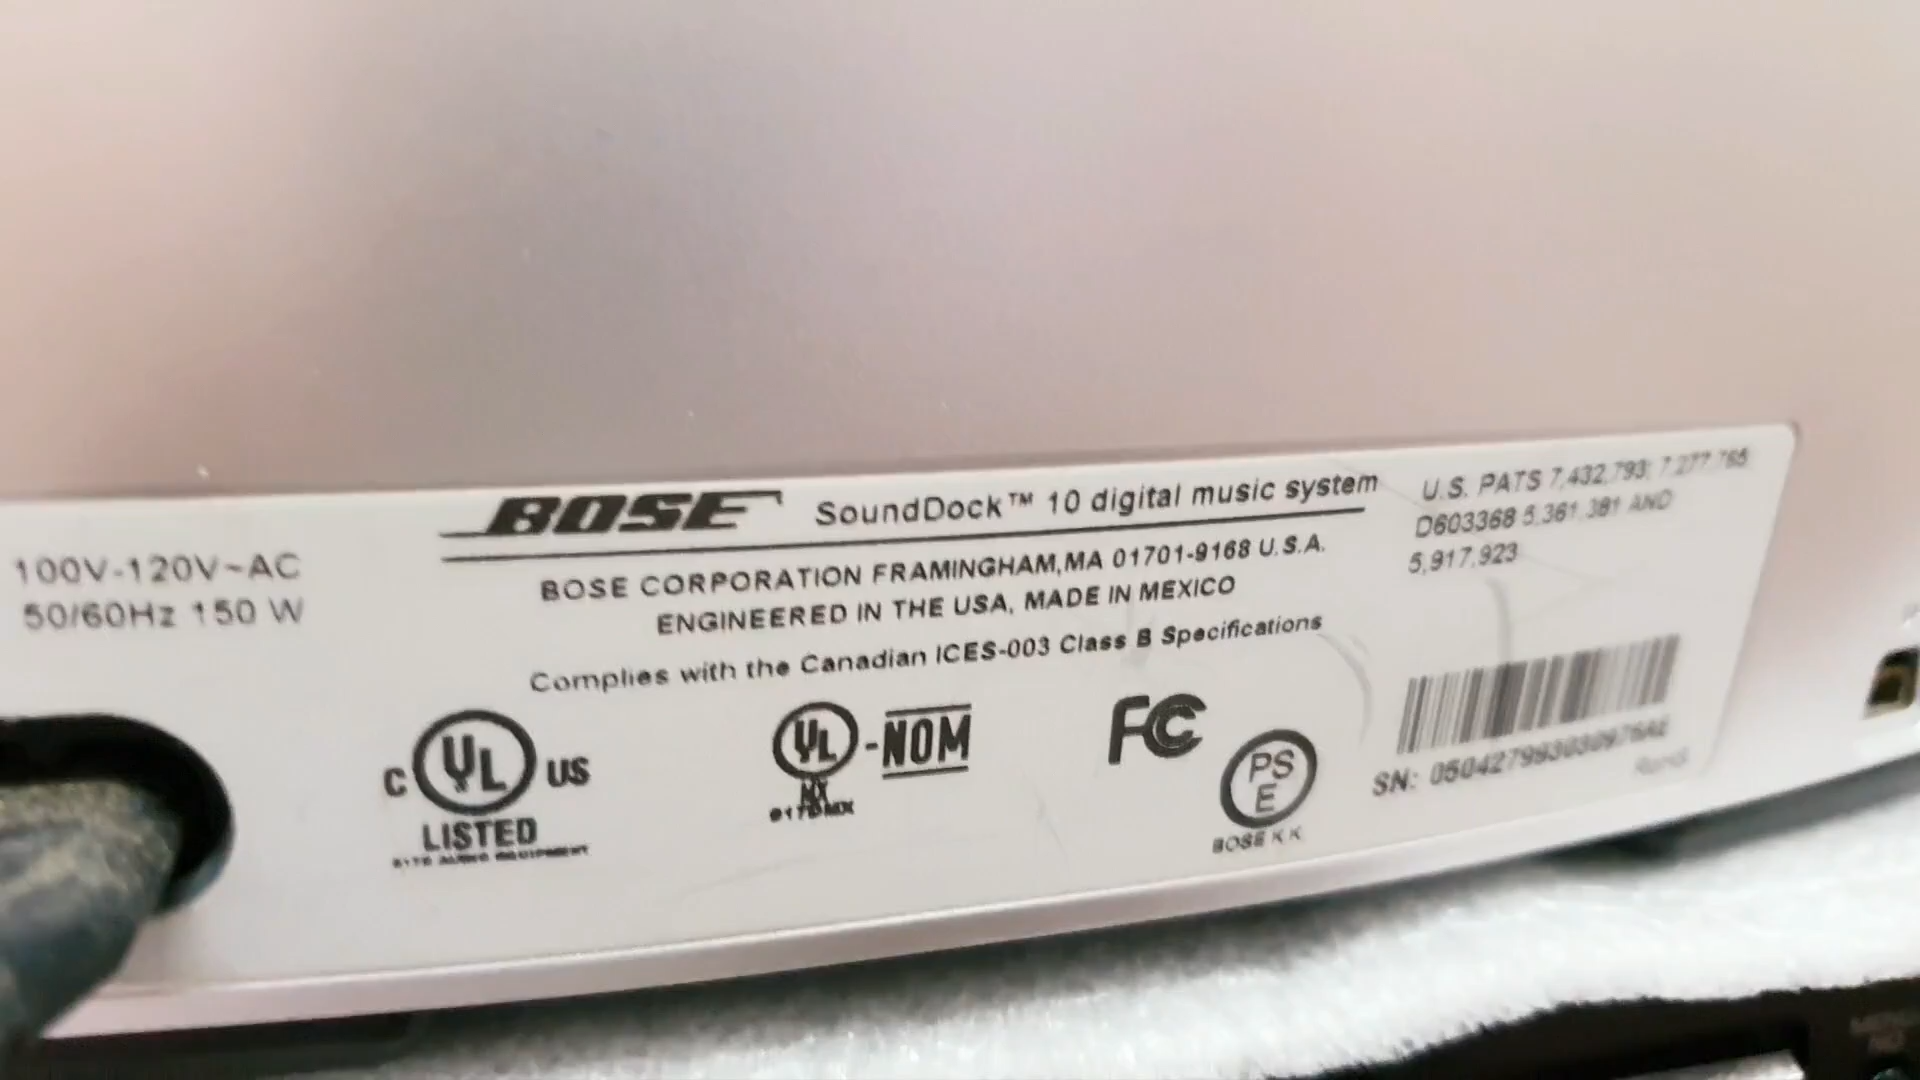 100V-120V~AC
50/60Hz 150 W
BOSE SoundDock™ 10 digital music system
BOSE CORPORATION FRAMINGHAM,MA 01701-9168 U.S.A.
ENGINEERED IN THE USA, MADE IN MEXICO
Complies with the Canadian ICES-003 Class B Specifications
U.S. PATS 7,432,793; 7,277,765
D603368 5,361,381 AND
5,917,923
C UL US
LISTED
UL-NOM
MX
FC
PS
E
BOSE K.K.
SN: